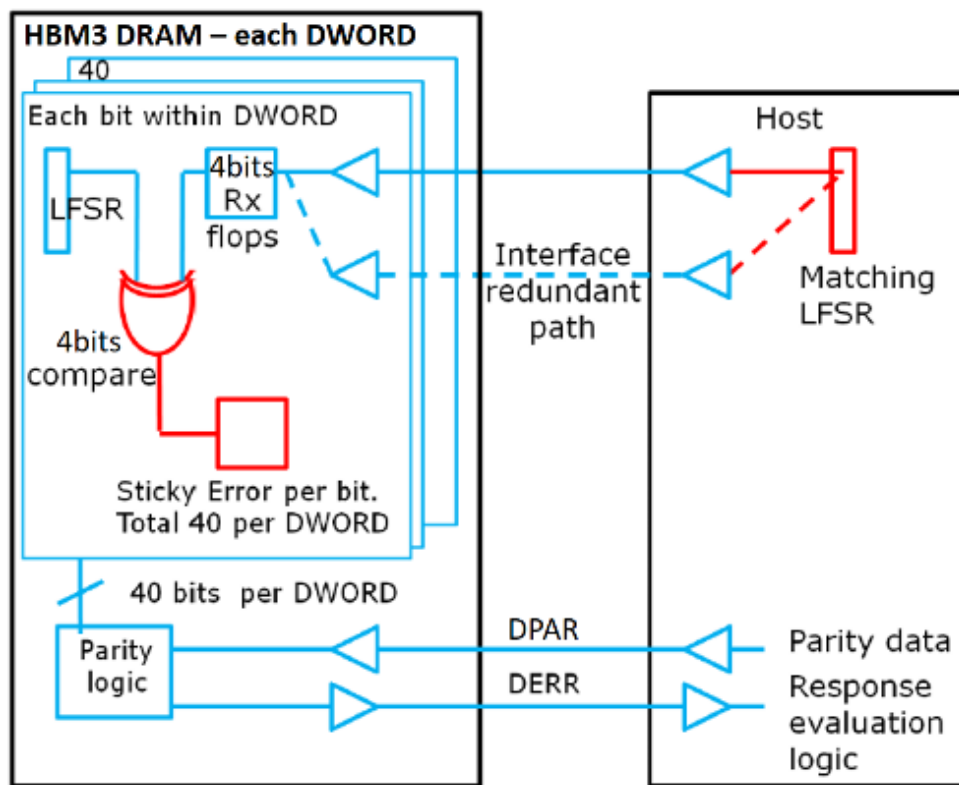 HBM3 DRAM – each DWORD
40
Each bit within DWORD
LFSR
4bits
Rx
flops
4bits
compare
Sticky Error per bit.
Total 40 per DWORD
40 bits per DWORD
Parity
logic
Interface
redundant
path
DPAR
DERR
Host
Matching
LFSR
Parity data
Response
evaluation
logic